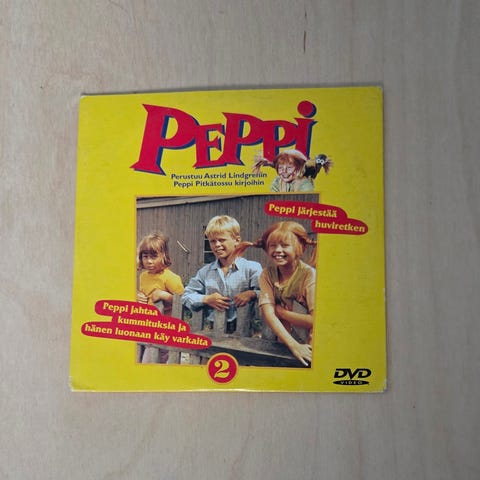 PEPPi
Perustuu Astrid Lindgrenin
Peppi Pitkätossu kirjoihin
Peppi järjestää
huviretken
Peppi jahtaa
kummituksia ja
hänen luonaan käy varkaita
2
DVD
VIDEO